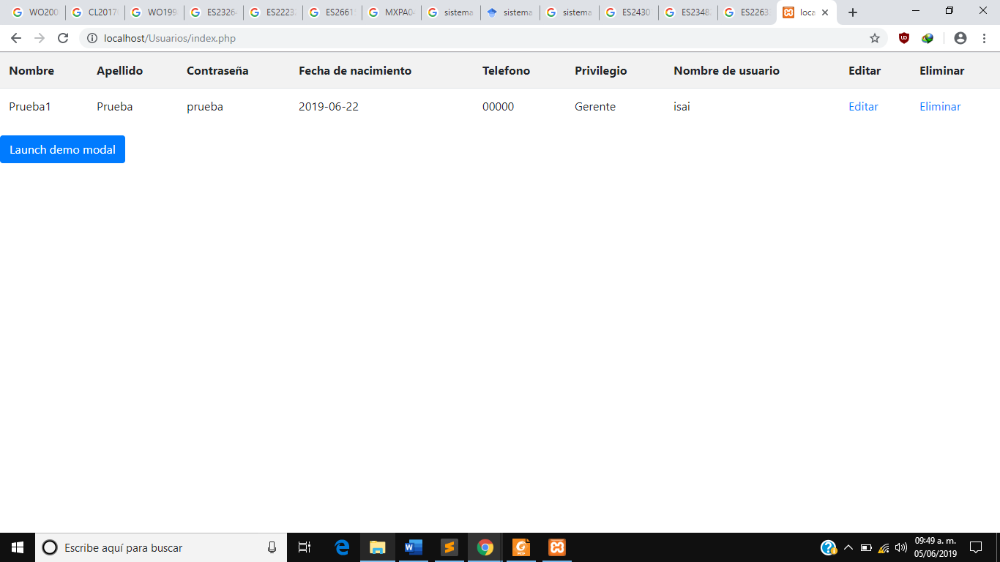 WO200 CL2017 WO199 ES2326 ES2223 ES2661 MXPA04 sistema sistema sistema ES2430 ES2348 ES2263 loca
localhost/Usuarios/index.php
Nombre Apellido Contraseña Fecha de nacimiento Telefono Privilegio Nombre de usuario Editar Eliminar
Prueba1 Prueba prueba 2019-06-22 00000 Gerente isai Editar Eliminar
Launch demo modal
Escribe aquí para buscar
09:49 a. m.
05/06/2019